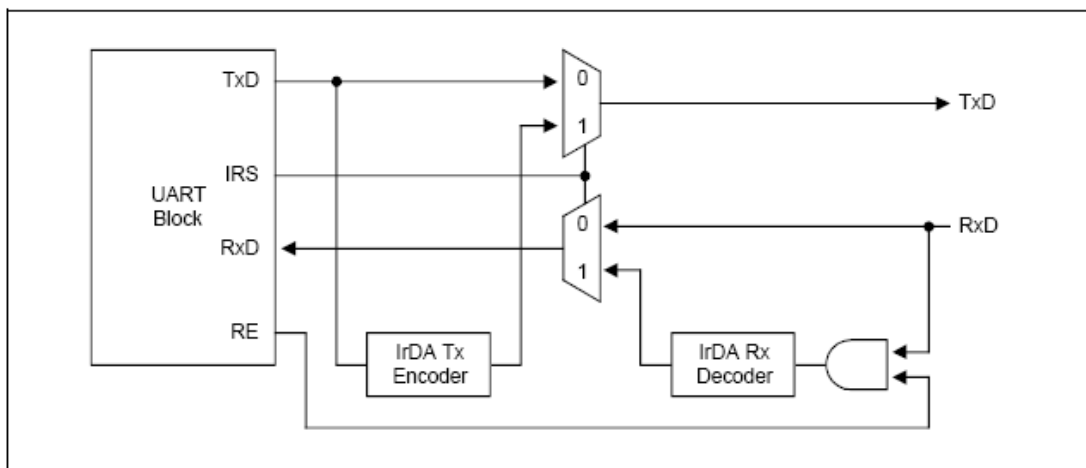 TxD
0
TxD
1
IRS
UART
Block
0
RxD
RxD
1
RE
IrDA Tx
Encoder
IrDA Rx
Decoder